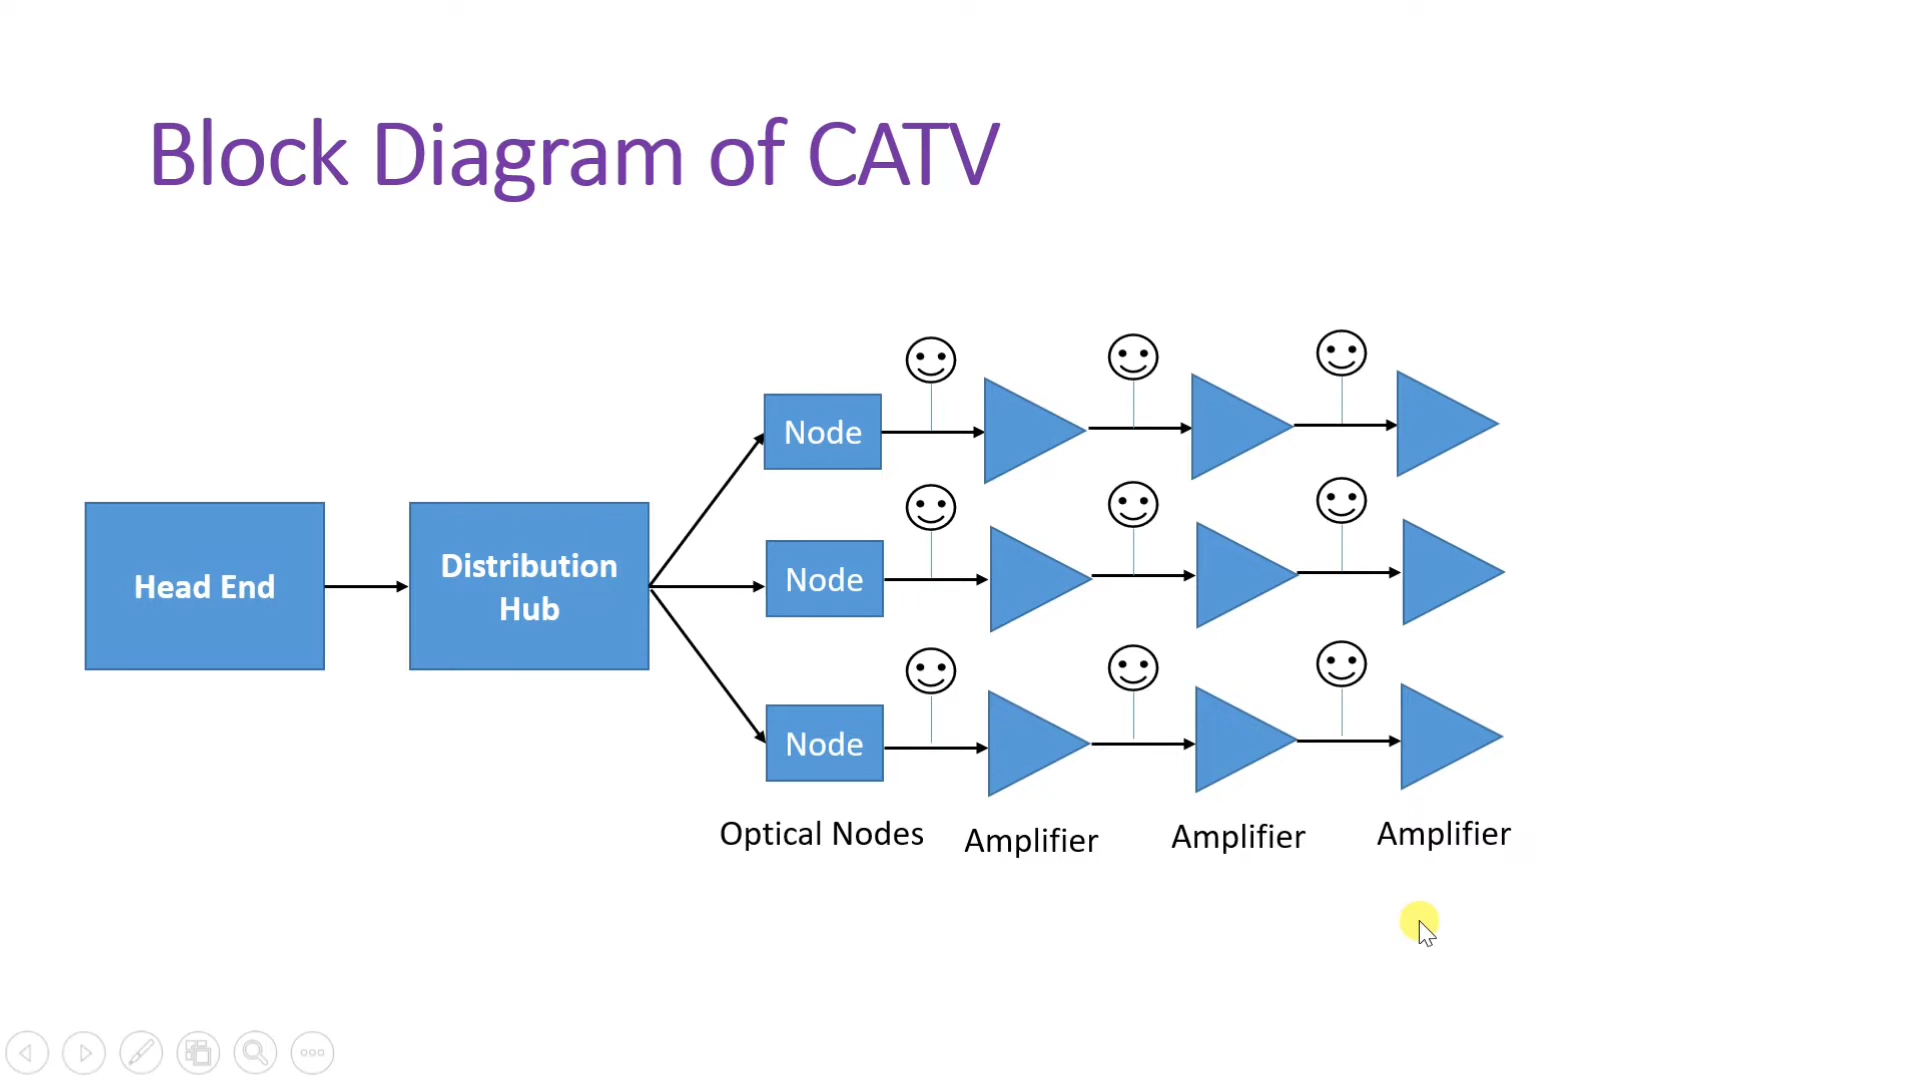 Block Diagram of CATV
Head End
Distribution
Hub
Node
Node
Node
Optical Nodes
Amplifier
Amplifier
Amplifier